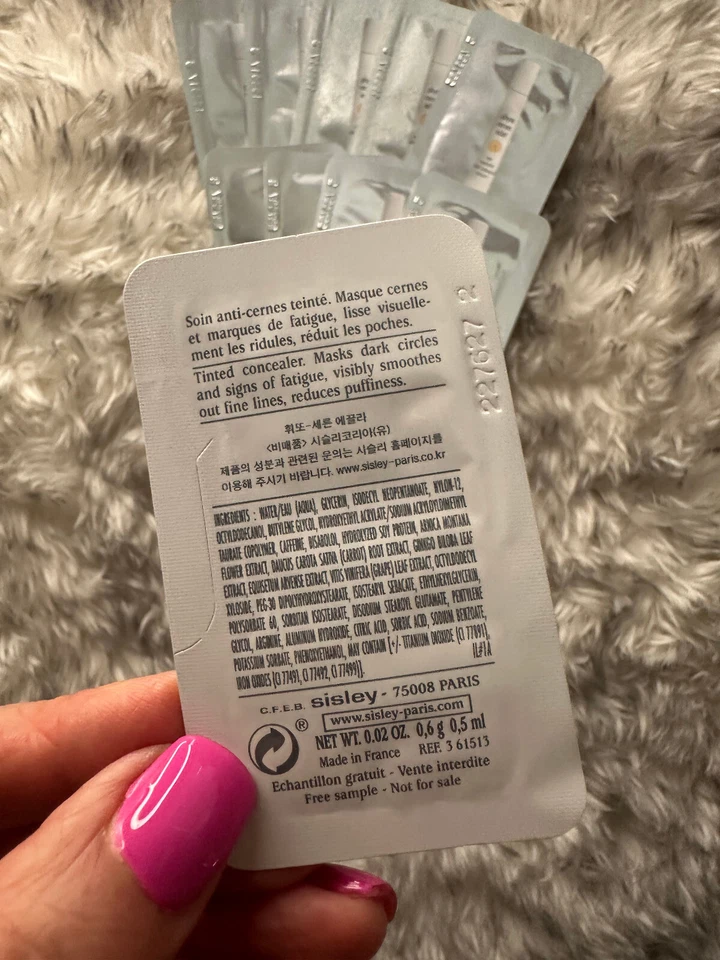 Soin anti-cernes teinté. Masque cernes
et marques de fatigue, lisse visuelle-
ment les ridules, réduit les poches.
Tinted concealer. Masks dark circles
and signs of fatigue, visibly smoothes
out fine lines, reduces puffiness.
휘또-세른 에끌라
<비매품> 시슬리코리아(유)
제품의 성분과 관련된 문의는 시슬리 홈페이지를
이용해 주시기 바랍니다. www.sisley-paris.co.kr
INGREDIENTS : WATER/EAU (AQUA), GLYCERIN, ISODECYL NEOPENTANOATE, NYLON-12,
OCTYLDODECANOL, BUTYLENE GLYCOL, HYDROXYETHYL ACRYLATE/SODIUM ACRYLOYLDIMETHYL
TAURATE COPOLYMER, CAFFEINE, BISABOLOL, HYDROLYZED SOY PROTEIN, ARNICA MONTANA
FLOWER EXTRACT, DAUCUS CAROTA SATIVA (CARROT) ROOT EXTRACT, GINKGO BILOBA LEAF
EXTRACT, EQUISETUM ARVENSE EXTRACT, VITIS VINIFERA (GRAPE) LEAF EXTRACT, OCTYLDODECYL
XYLOSIDE, PEG-30 DIPOLYHYDROXYSTEARATE, ISOSTEARYL SEBACATE, ETHYLHEXYLGLYCERIN,
POLYSORBATE 60, SORBITAN ISOSTEARATE, DISODIUM STEAROYL GLUTAMATE, PENTYLENE
GLYCOL, ARGININE, ALUMINUM HYDROXIDE, CITRIC ACID, SORBIC ACID, SODIUM BENZOATE,
POTASSIUM SORBATE, PHENOXYETHANOL, MAY CONTAIN [+/- TITANIUM DIOXIDE (CI 77891),
IRON OXIDES (CI 77491, CI 77492, CI 77499)]. IL#1A
C.F.E.B. sisley - 75008 PARIS
www.sisley-paris.com
NET WT. 0.02 OZ. 0,6 g 0,5 ml
Made in France REF. 3 61513
Echantillon gratuit - Vente interdite
Free sample - Not for sale
®
227627 2